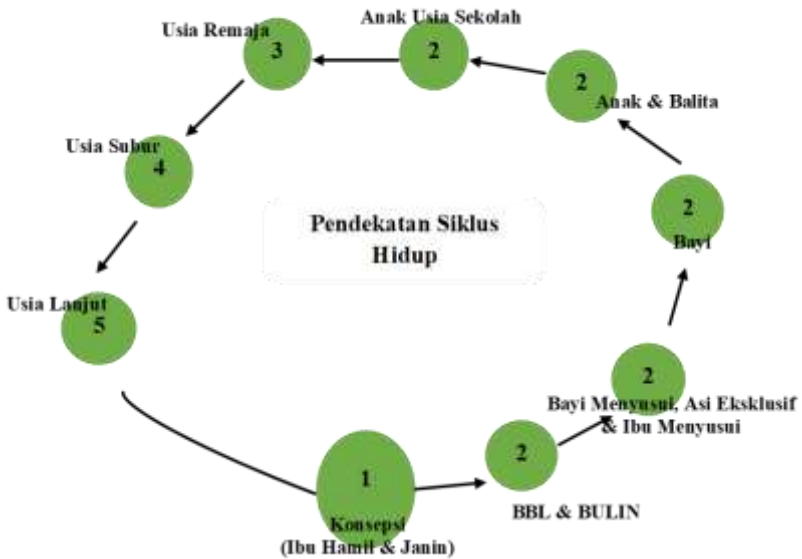 Anak Usia Sekolah
2
Usia Remaja
3
2
Anak & Balita
Usia Subur
4
2
Bayi
Pendekatan Siklus
Hidup
Usia Lanjut
5
2
Bayi Menyusui, Asi Eksklusif
& Ibu Menyusui
2
BBL & BULIN
1
Konsepsi
(Ibu Hamil & Janin)